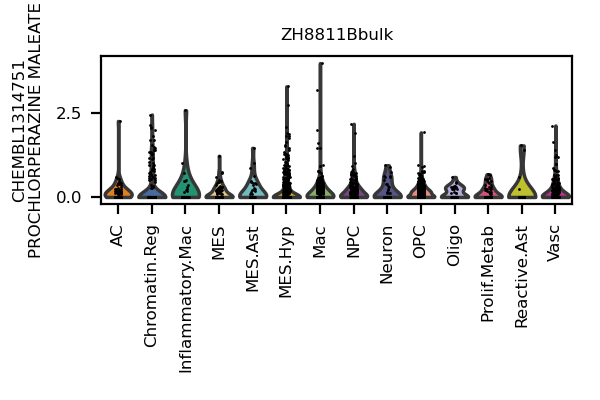 ZH8811Bbulk
CHEMBL1314751
PROCHLORPERAZINE MALEATE
2.5
0.0
AC
Chromatin.Reg
Inflammatory.Mac
MES
MES.Ast
MES.Hyp
Mac
NPC
Neuron
OPC
Oligo
Prolif.Metab
Reactive.Ast
Vasc